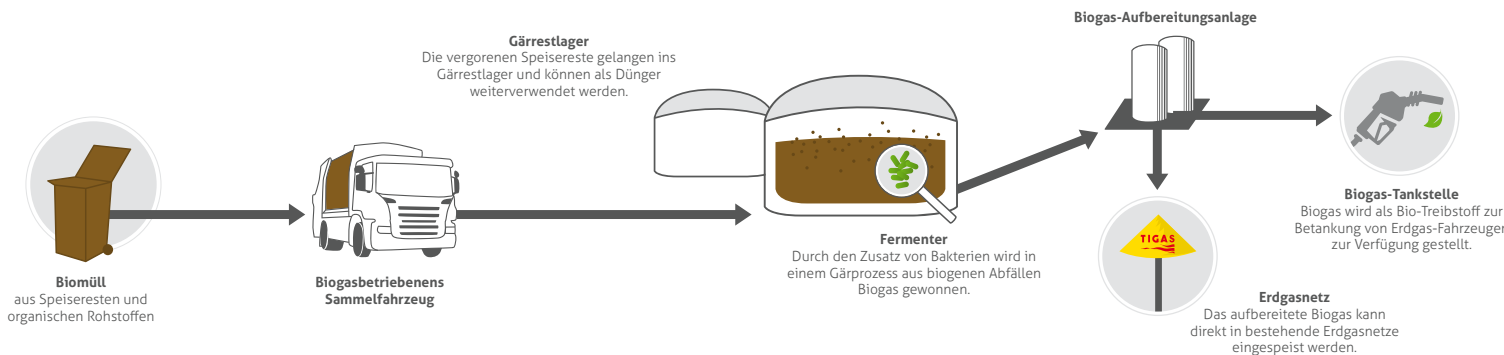 Biomüll
aus Speiseresten und
organischen Rohstoffen
Biogasbetriebenens
Sammelfahrzeug
Gärrestlager
Die vergorenen Speisereste gelangen ins
Gärrestlager und können als Dünger
weiterverwendet werden.
Fermenter
Durch den Zusatz von Bakterien wird in
einem Gärprozess aus biogenen Abfällen
Biogas gewonnen.
Biogas-Aufbereitungsanlage
TIGAS
Erdgasnetz
Das aufbereitete Biogas kann
direkt in bestehende Erdgasnetze
eingespeist werden.
Biogas-Tankstelle
Biogas wird als Bio-Treibstoff zur
Betankung von Erdgas-Fahrzeugen
zur Verfügung gestellt.